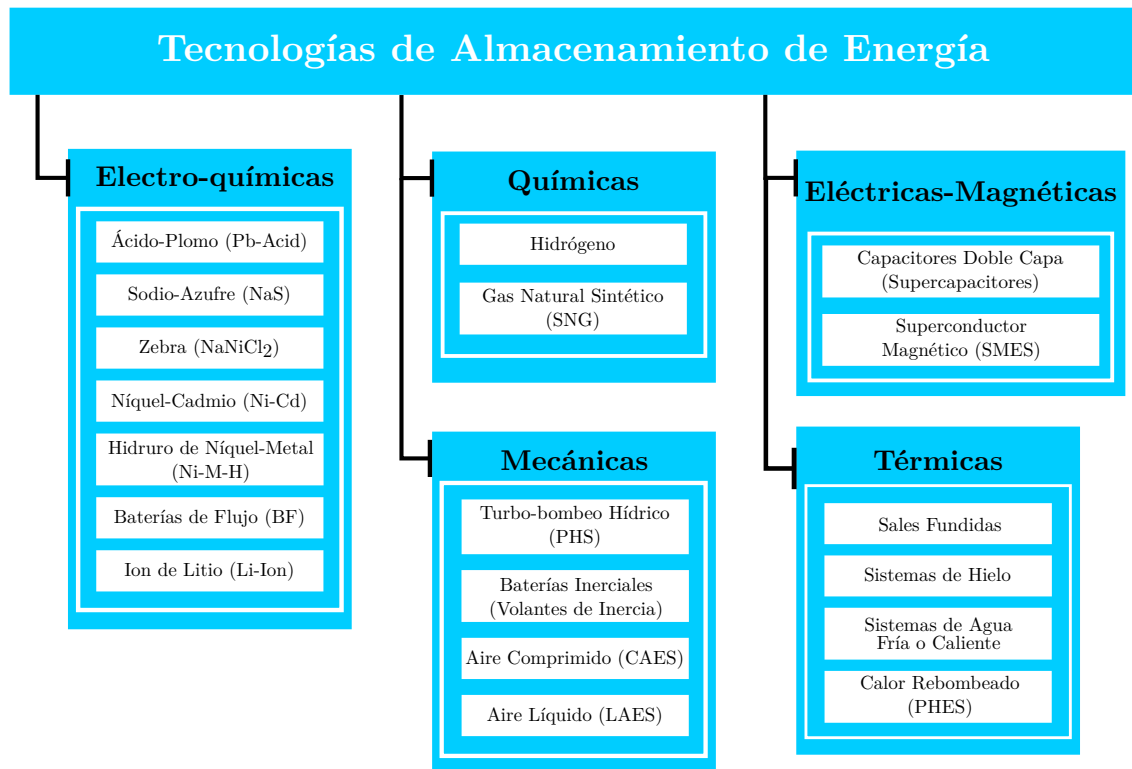 Tecnologías de Almacenamiento de Energía
Electro-químicas
Ácido-Plomo (Pb-Acid)
Sodio-Azufre (NaS)
Zebra (NaNiCl2)
Níquel-Cadmio (Ni-Cd)
Hidruro de Níquel-Metal
(Ni-M-H)
Baterías de Flujo (BF)
Ion de Litio (Li-Ion)
Químicas
Hidrógeno
Gas Natural Sintético
(SNG)
Mecánicas
Turbo-bombeo Hídrico
(PHS)
Baterías Inerciales
(Volantes de Inercia)
Aire Comprimido (CAES)
Aire Líquido (LAES)
Eléctricas-Magnéticas
Capacitores Doble Capa
(Supercapacitores)
Superconductor
Magnético (SMES)
Térmicas
Sales Fundidas
Sistemas de Hielo
Sistemas de Agua
Fría o Caliente
Calor Rebombeado
(PHES)